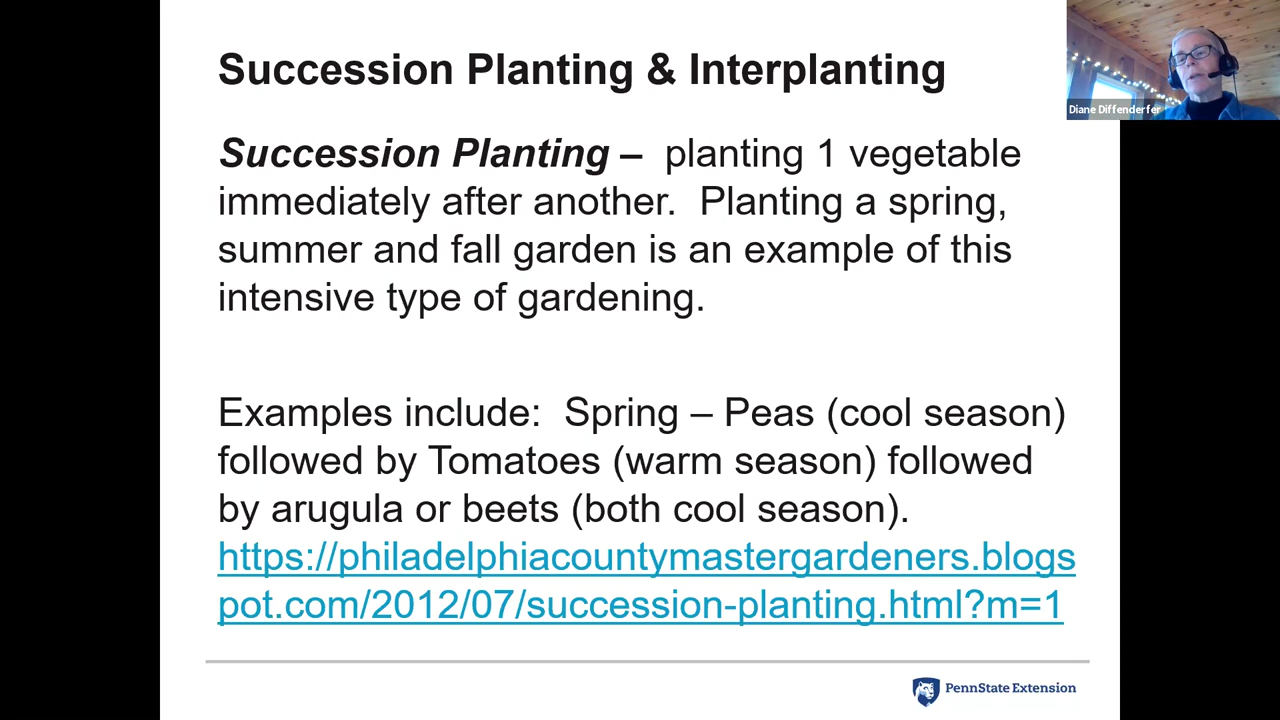 Succession Planting & Interplanting
Diane Diffenderfer
Succession Planting – planting 1 vegetable
immediately after another. Planting a spring,
summer and fall garden is an example of this
intensive type of gardening.
Examples include: Spring – Peas (cool season)
followed by Tomatoes (warm season) followed
by arugula or beets (both cool season).
https://philadelphiacountymastergardeners.blogs
pot.com/2012/07/succession-planting.html?m=1
PennState Extension